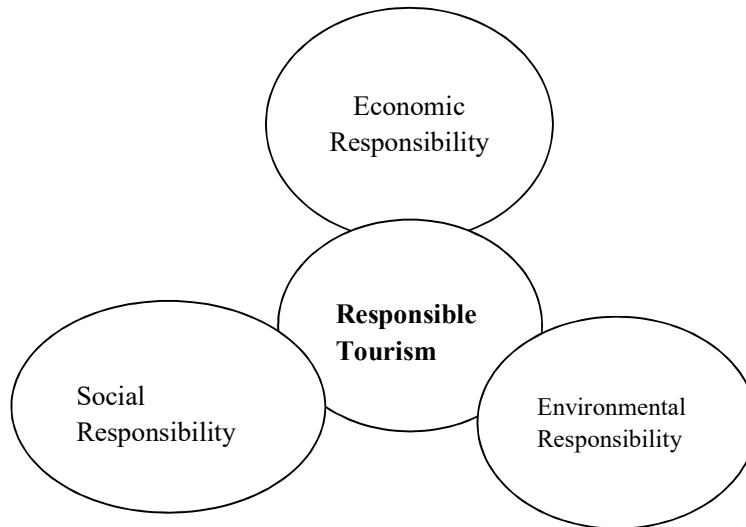 Economic
Responsibility
Responsible
Tourism
Social
Responsibility
Environmental
Responsibility